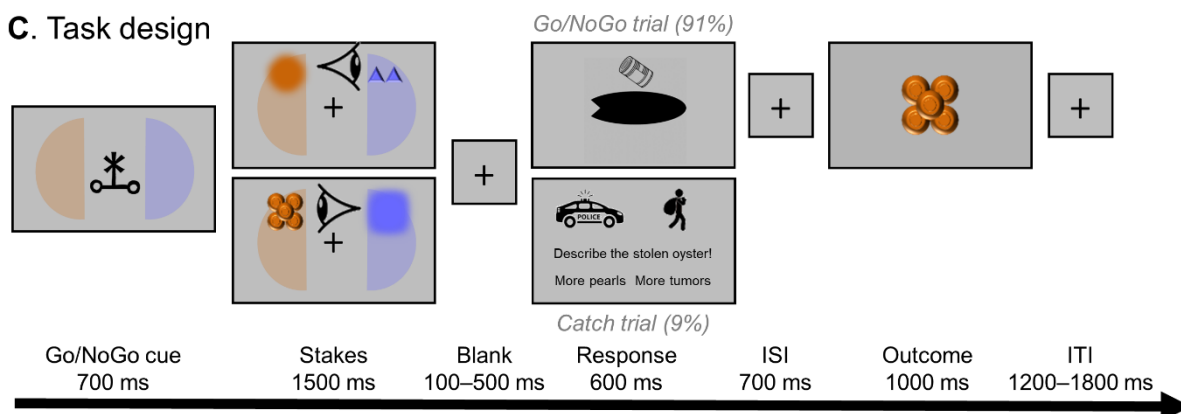 C. Task design
Go/NoGo trial (91%)
POLICE
Describe the stolen oyster!
More pearls More tumors
Catch trial (9%)
Go/NoGo cue
700 ms
Stakes
1500 ms
Blank
100–500 ms
Response
600 ms
ISI
700 ms
Outcome
1000 ms
ITI
1200–1800 ms